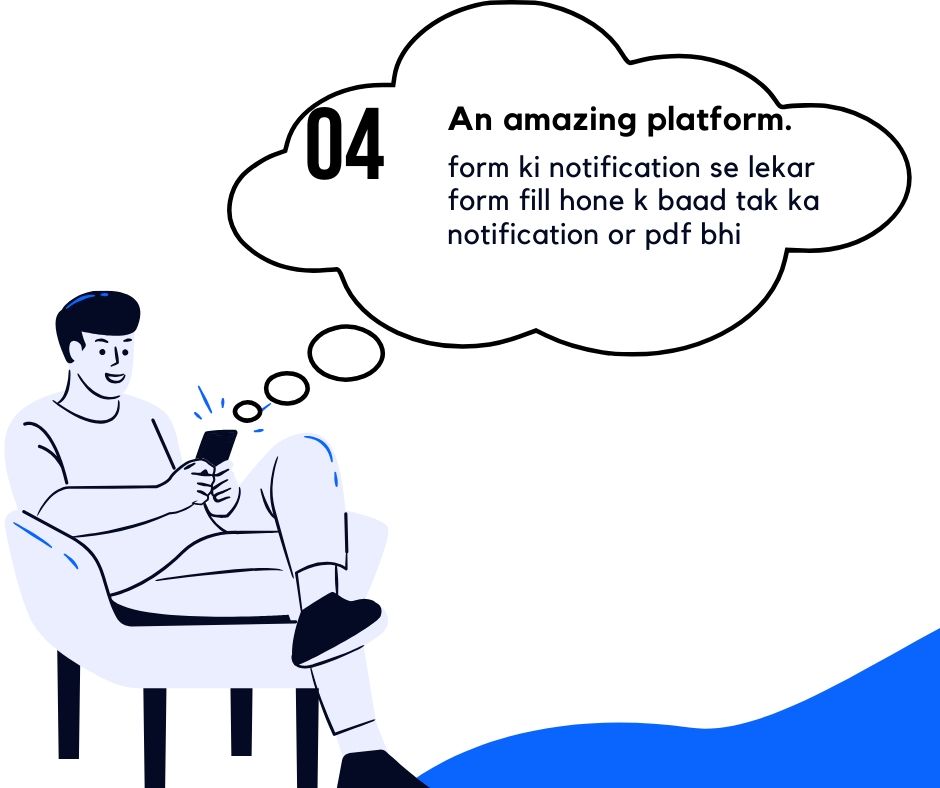 04
An amazing platform.
form ki notification se lekar
form fill hone k baad tak ka
notification or pdf bhi